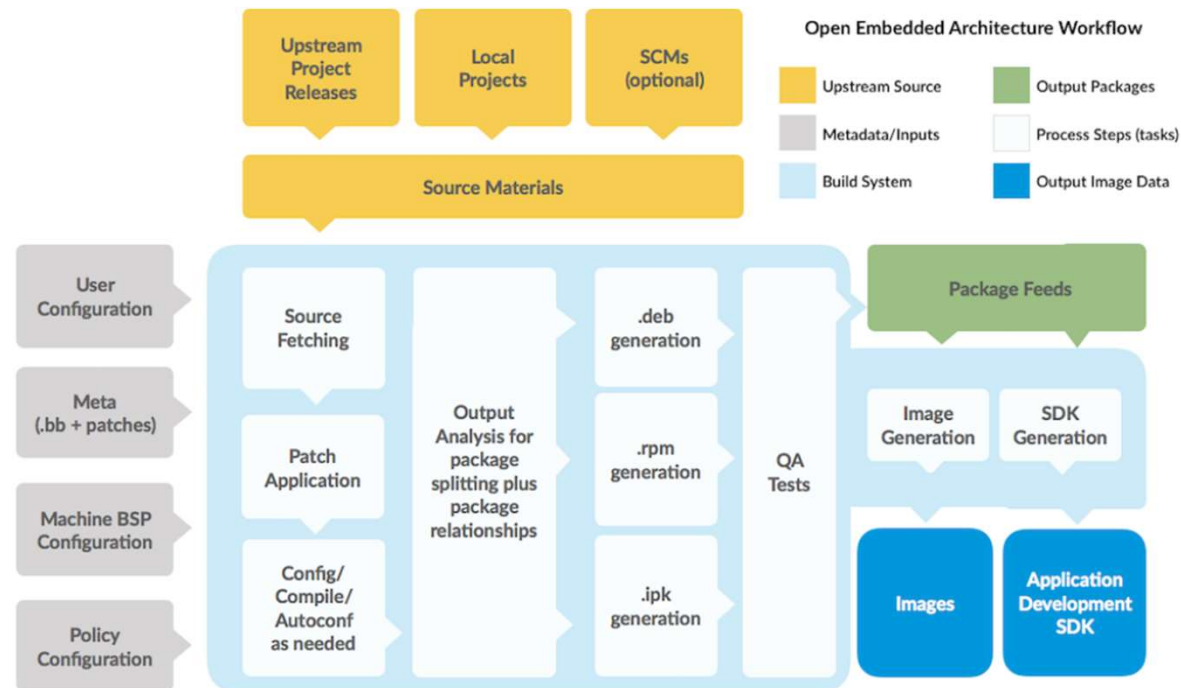 Open Embedded Architecture Workflow
Upstream
Project
Releases
Local
Projects
SCMs
(optional)
Upstream Source
Output Packages
Metadata/Inputs
Process Steps (tasks)
Build System
Output Image Data
Source Materials
User
Configuration
Meta
(.bb + patches)
Machine BSP
Configuration
Policy
Configuration
Source
Fetching
Patch
Application
Config/
Compile/
Autoconf
as needed
Output
Analysis for
package
splitting plus
package
relationships
.deb
generation
.rpm
generation
.ipk
generation
QA
Tests
Package Feeds
Image
Generation
SDK
Generation
Images
Application
Development
SDK